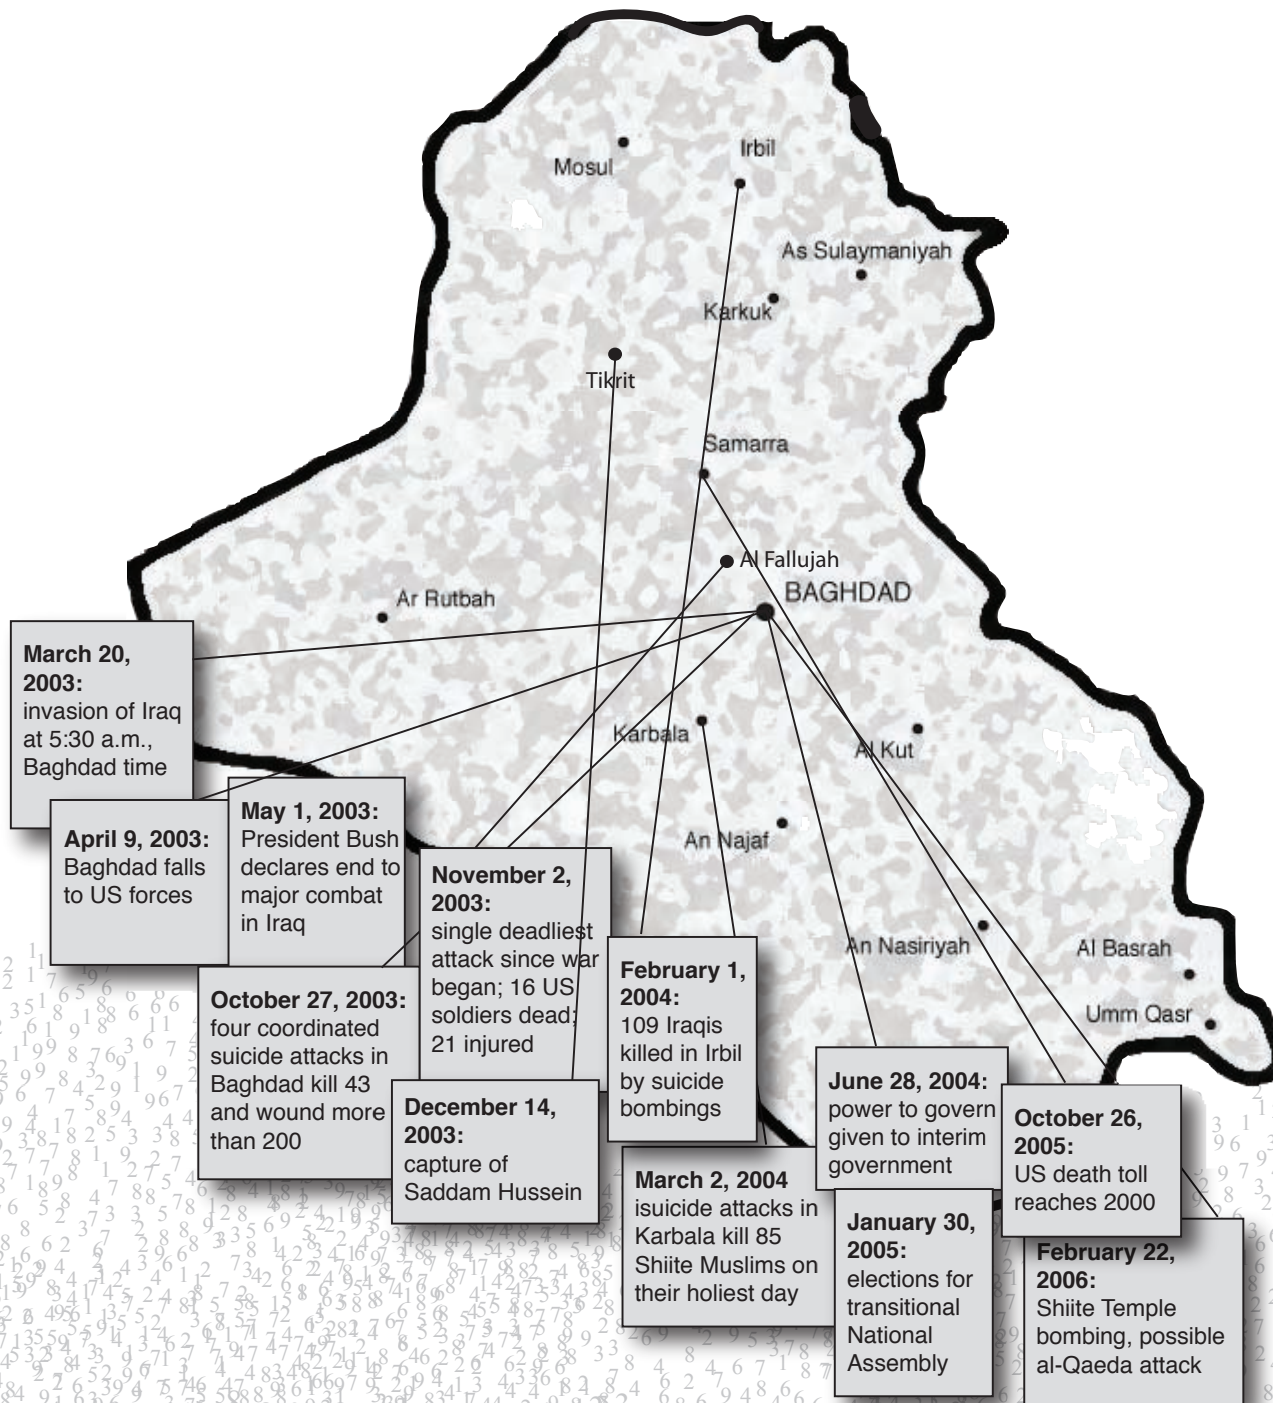 Mosul
Irbil
As Sulaymaniyah
Karkuk
Tikrit
Samarra
Al Fallujah
BAGHDAD
Ar Rutbah
Karbala
Al Kut
An Najaf
An Nasiriyah
Al Basrah
Umm Qasr
March 20,
2003:
invasion of Iraq
at 5:30 a.m.,
Baghdad time
April 9, 2003:
Baghdad falls
to US forces
May 1, 2003:
President Bush
declares end to
major combat
in Iraq
October 27, 2003:
four coordinated
suicide attacks in
Baghdad kill 43
and wound more
than 200
November 2,
2003:
single deadliest
attack since war
began; 16 US
soldiers dead;
21 injured
December 14,
2003:
capture of
Saddam Hussein
February 1,
2004:
109 Iraqis
killed in Irbil
by suicide
bombings
March 2, 2004
isuicide attacks in
Karbala kill 85
Shiite Muslims on
their holiest day
June 28, 2004:
power to govern
given to interim
government
January 30,
2005:
elections for
transitional
National
Assembly
October 26,
2005:
US death toll
reaches 2000
February 22,
2006:
Shiite Temple
bombing, possible
al-Qaeda attack